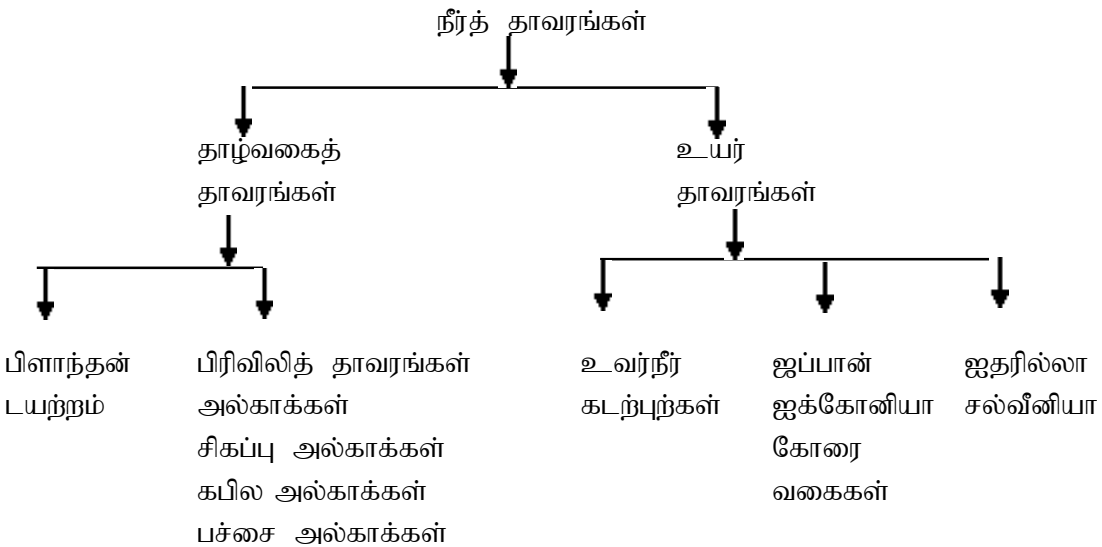 நீர்த் தாவரங்கள்
தாழ்வகைத்
தாவரங்கள்
உயர்
தாவரங்கள்
பிளாந்தன்
டயற்றம்
பிரிவிலித் தாவரங்கள்
அல்காக்கள்
சிகப்பு அல்காக்கள்
கபில அல்காக்கள்
பச்சை அல்காக்கள்
உவர்நீர்
கடற்புற்கள்
ஜப்பான்
ஐக்கோனியா
கோரை
வகைகள்
ஐதரில்லா
சல்வீனியா